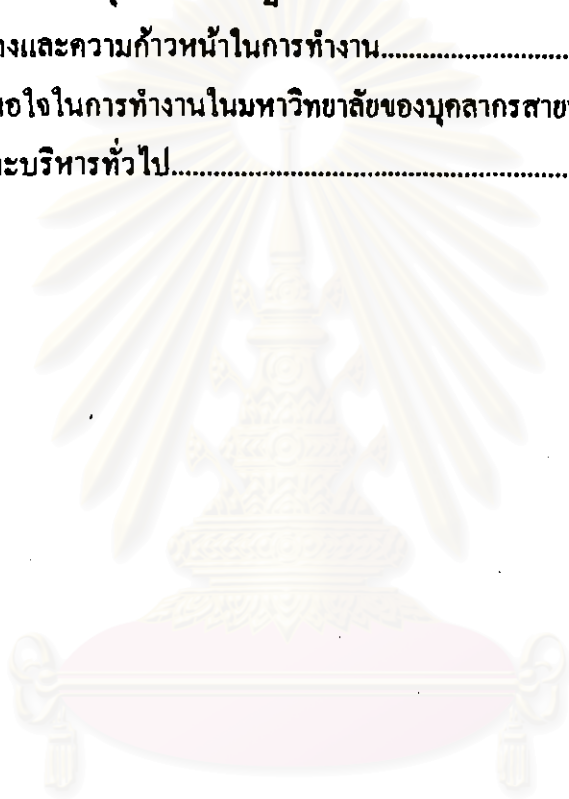 างและความก้าวหน้าในการทำงาน
อใจในการทำงานในมหาวิทยาลัยของบุคลากรสาย
ะบริหารทั่วไป